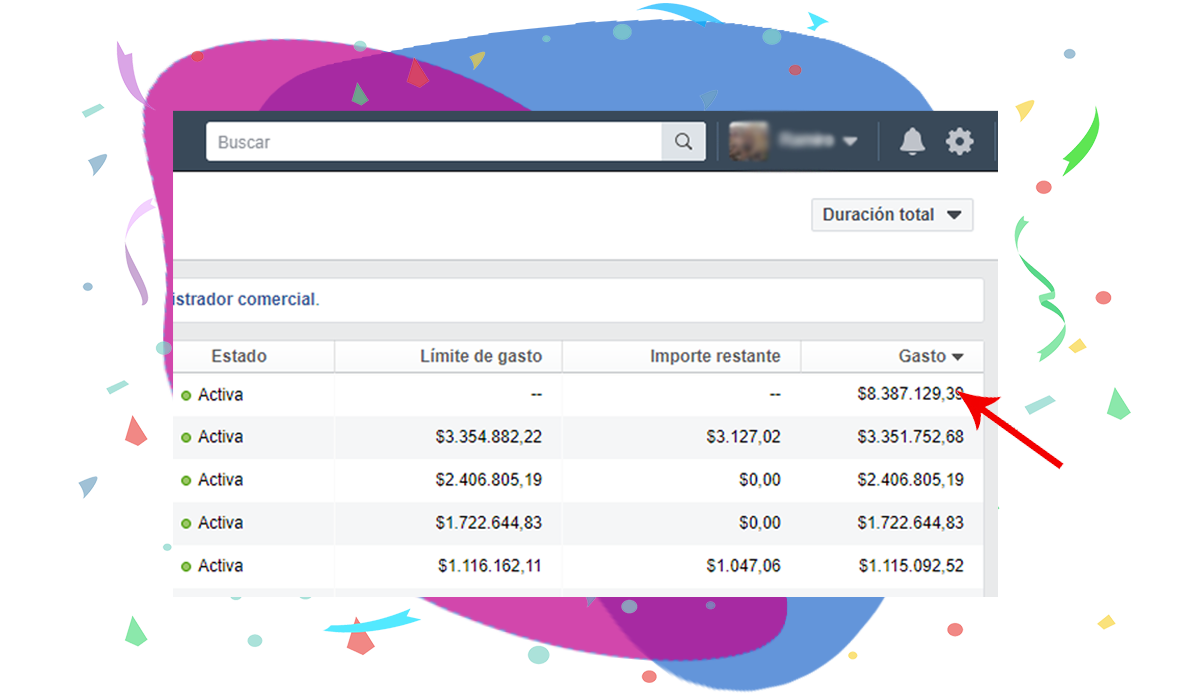 Buscar
Duración total
istrador comercial.
Estado Límite de gasto Importe restante Gasto
Activa -- -- $8.387.129,39
Activa $3.354.882,22 $3.127,02 $3.351.752,68
Activa $2.406.805,19 $0,00 $2.406.805,19
Activa $1.722.644,83 $0,00 $1.722.644,83
Activa $1.116.162,11 $1.047,06 $1.115.092,52